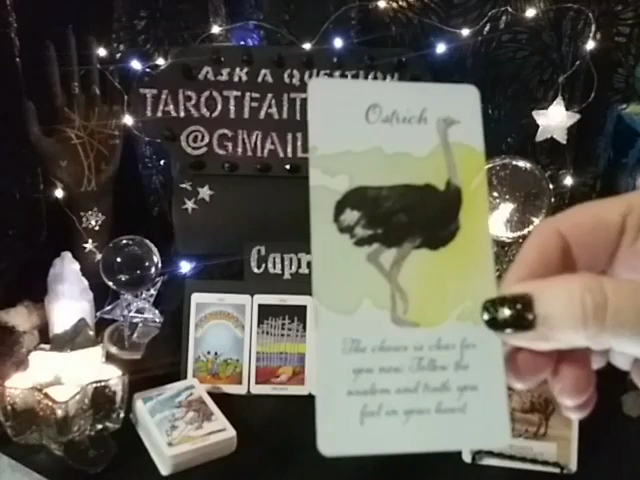 ASK A QUESTION
TAROTFAIT
@GMAIL
Capr
Ostrich
The choice is clear for
you now. Follow the
wisdom and truth you
feel in your heart